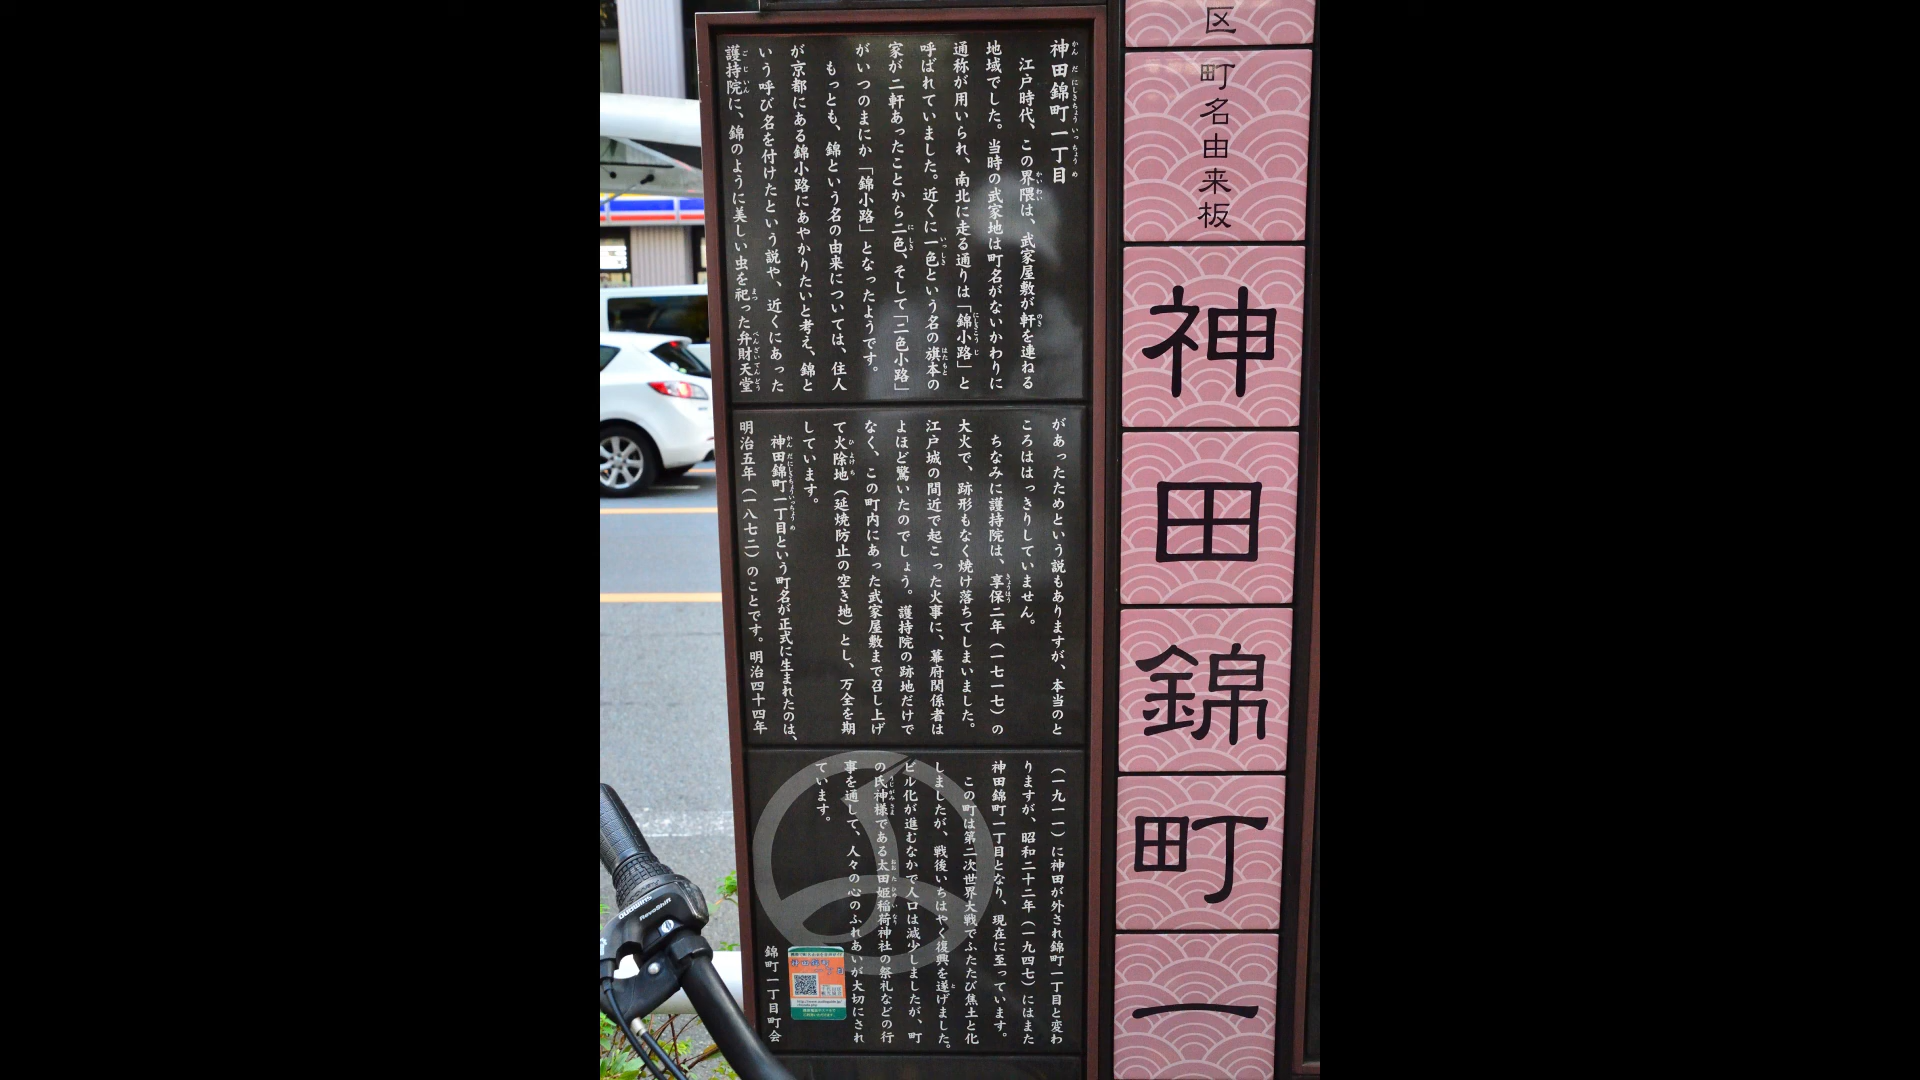 区
町名由来板
神田錦町一
神田錦町一丁目
江戸時代、この界隈は、武家屋敷が軒を連ねる
地域でした。当時の武家地は町名がないかわりに
通称が用いられ、南北に走る通りは「錦小路」と
呼ばれていました。近くに一色という名の旗本の
家が二軒あったことから二色、そして「二色小路」
がいつのまにか「錦小路」となったようです。
もっとも、錦という名の由来については、住人
が京都にある錦小路にあやかりたいと考え、錦と
いう呼び名を付けたという説や、近くにあった
護持院に、錦のように美しい虫を祀った弁財天堂
があったためという説もありますが、本当のと
ころははっきりしていません。
ちなみに護持院は、享保二年（一七一七）の
大火で、跡形もなく焼け落ちてしまいました。
江戸城の間近で起こった火事に、幕府関係者は
よほど驚いたのでしょう。護持院の跡地だけで
なく、この町内にあった武家屋敷まで召し上げ
て火除地（延焼防止の空き地）とし、万全を期
しています。
神田錦町一丁目という町名が正式に生まれたのは、
明治五年（一八七二）のことです。明治四十四年
（一九一一）に神田が外され錦町一丁目と変わ
りますが、昭和二十二年（一九四七）にはまた
神田錦町一丁目となり、現在に至っています。
この町は第二次世界大戦でふたたび焦土と化
しましたが、戦後いちはやく復興を遂げました。
ビル化が進むなかで人口は減少しましたが、町
の氏神様である太田姫稲荷神社の祭礼などの行
事を通して、人々の心のふれあいが大切にされ
ています。
錦町一丁目町会
RevoShift